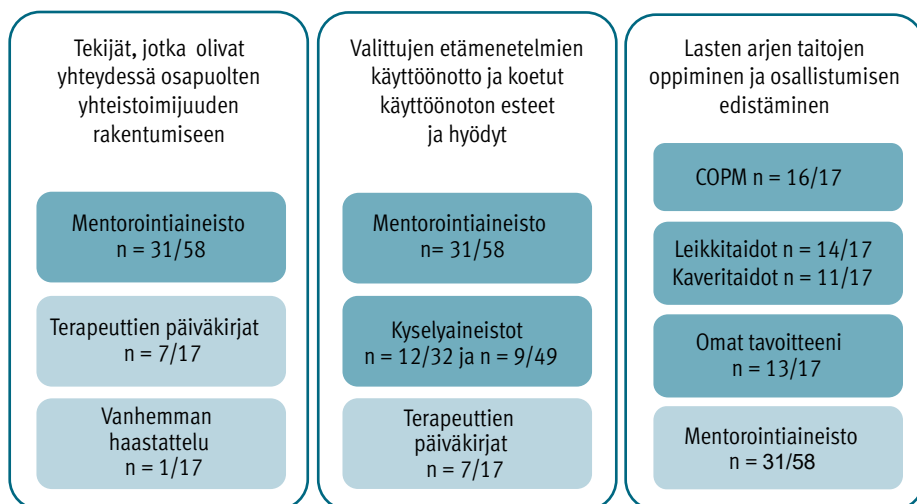 Tekijät, jotka olivat
yhteydessä osapuolten
yhteistoimijuuden
rakentumiseen
Mentorointiaineisto
n = 31/58
Terapeuttien päiväkirjat
n = 7/17
Vanhemman
haastattelu
n = 1/17
Valittujen etämenetelmien
käyttöönotto ja koetut
käyttöönoton esteet
ja hyödyt
Mentorointiaineisto
n= 31/58
Kyselyaineistot
n = 12/32 ja n = 9/49
Terapeuttien
päiväkirjat
n = 7/17
Lasten arjen taitojen
oppiminen ja osallistumisen
edistäminen
COPM n = 16/17
Leikkitaidot n = 14/17
Kaveritaidot n = 11/17
Omat tavoitteeni
n = 13/17
Mentorointiaineisto
n = 31/58